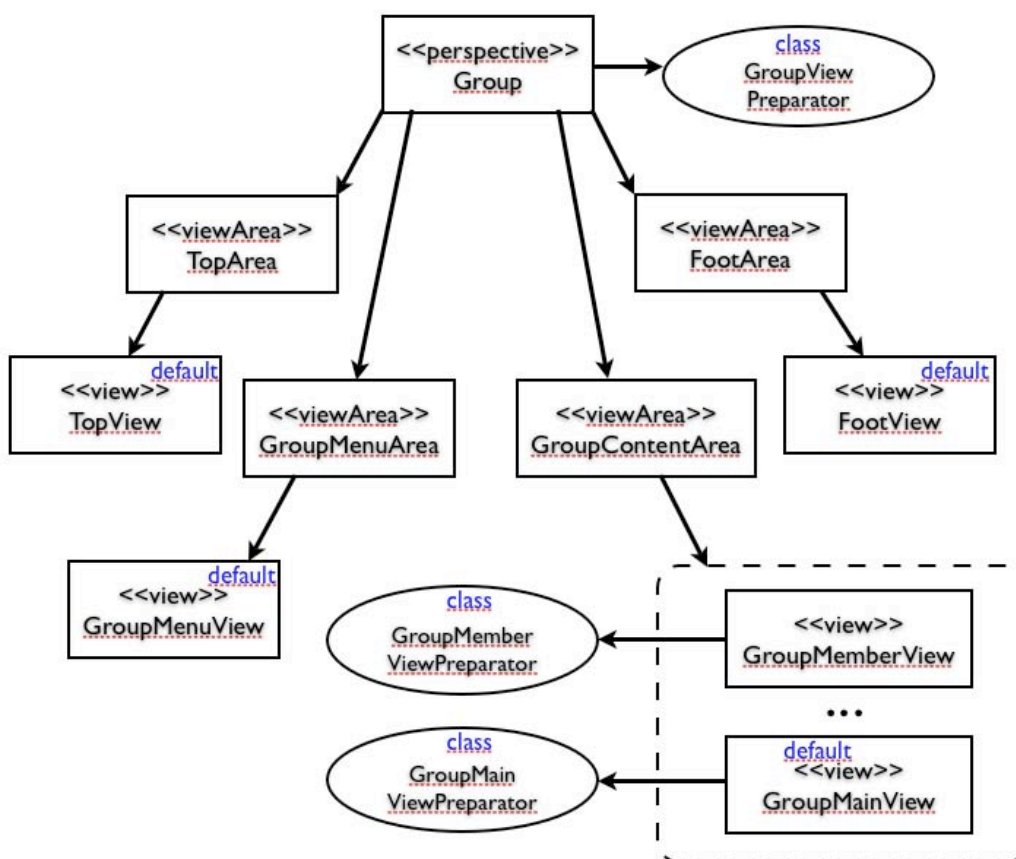 <<perspective>>
Group
class
GroupView
Preparator
<<viewArea>>
TopArea
<<viewArea>>
FootArea
default
<<view>>
TopView
<<viewArea>>
GroupMenuArea
<<viewArea>>
GroupContentArea
default
<<view>>
FootView
default
<<view>>
GroupMenuView
class
GroupMember
ViewPreparator
<<view>>
GroupMemberView
...
class
GroupMain
ViewPreparator
default
<<view>>
GroupMainView